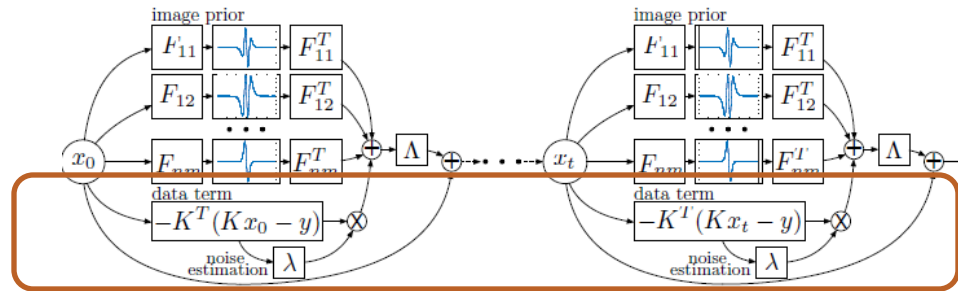 image prior
F₁₁ F₁₁ᵀ
F₁₂ F₁₂ᵀ
• • •
x₀ Fₙₘ Fₙₘᵀ + Λ +
data term
−Kᵀ(Kx₀ − y) ×
noise
estimation λ
• • •
image prior
F₁₁ F₁₁ᵀ
F₁₂ F₁₂ᵀ
• • •
xₜ Fₙₘ Fₙₘᵀ + Λ +
data term
−Kᵀ(Kxₜ − y) ×
noise
estimation λ